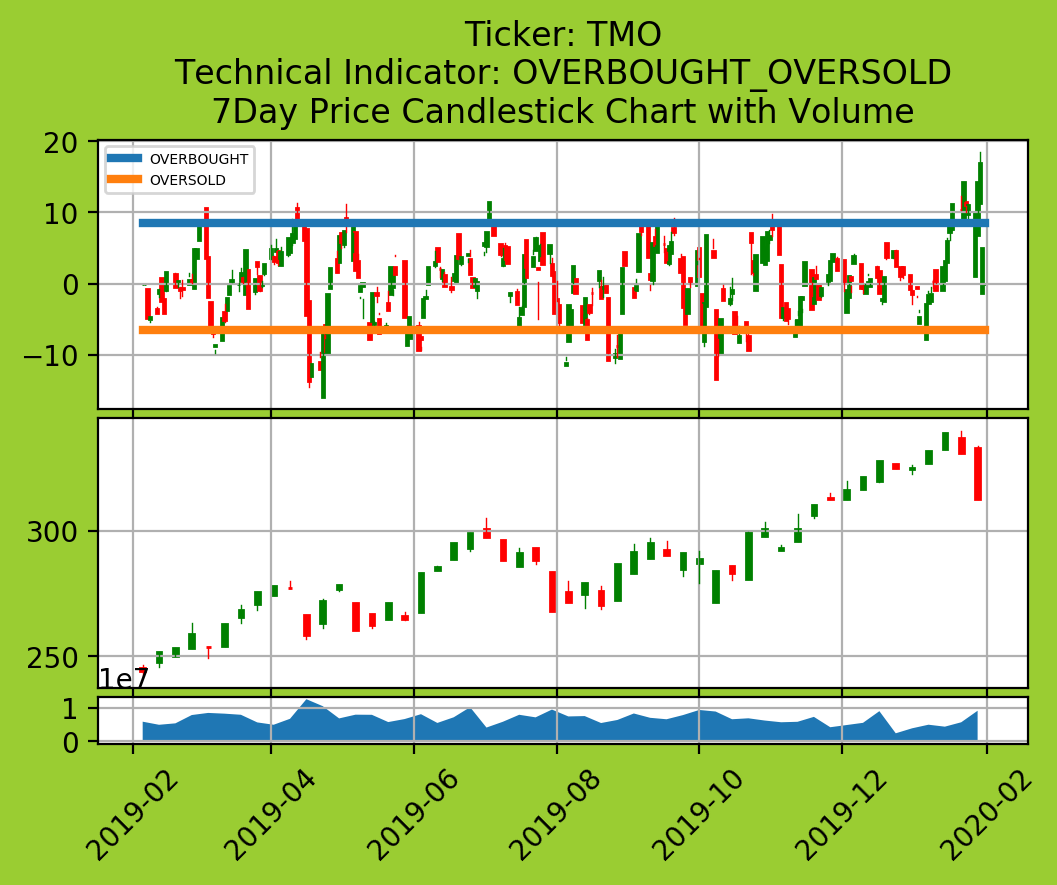 Ticker: TMO
Technical Indicator: OVERBOUGHT_OVERSOLD
7Day Price Candlestick Chart with Volume
20
10
0
−10
OVERBOUGHT
OVERSOLD
300
250
1e7
1
0
2019-02
2019-04
2019-06
2019-08
2019-10
2019-12
2020-02